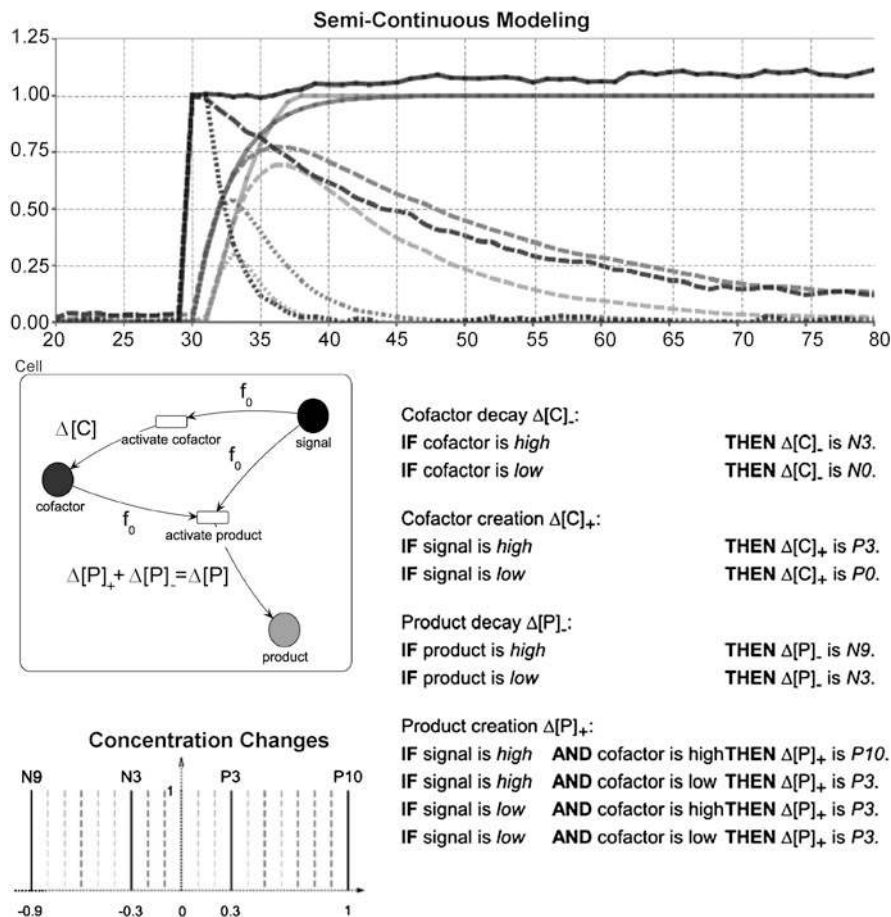 Semi-Continuous Modeling
1.25
1.00
0.75
0.50
0.25
0.00
20 25 30 35 40 45 50 55 60 65 70 75 80
Cell
f0
Δ[C]
activate cofactor
signal
f0
cofactor
f0
activate product
Δ[P]+ + Δ[P]- = Δ[P]
product
Cofactor decay Δ[C]-:
IF cofactor is high THEN Δ[C]- is N3.
IF cofactor is low THEN Δ[C]- is N0.
Cofactor creation Δ[C]+:
IF signal is high THEN Δ[C]+ is P3.
IF signal is low THEN Δ[C]+ is P0.
Product decay Δ[P]-:
IF product is high THEN Δ[P]- is N9.
IF product is low THEN Δ[P]- is N3.
Product creation Δ[P]+:
IF signal is high AND cofactor is high THEN Δ[P]+ is P10.
IF signal is high AND cofactor is low THEN Δ[P]+ is P3.
IF signal is low AND cofactor is high THEN Δ[P]+ is P3.
IF signal is low AND cofactor is low THEN Δ[P]+ is P3.
Concentration Changes
N9 N3 P3 P10
1
-0.9 -0.3 0 0.3 1